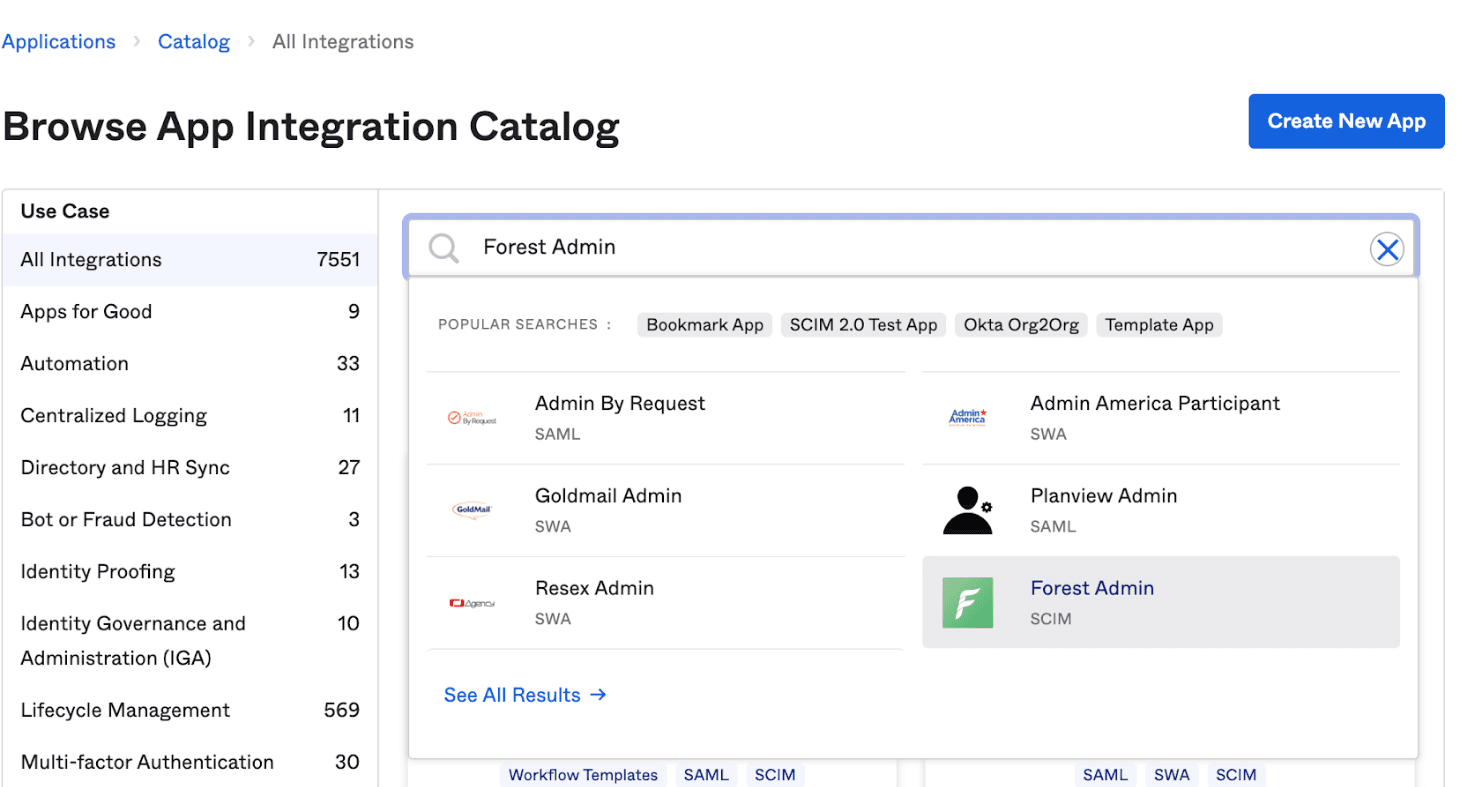 Applications > Catalog > All Integrations
Browse App Integration Catalog
Create New App
Use Case
All Integrations 7551
Apps for Good 9
Automation 33
Centralized Logging 11
Directory and HR Sync 27
Bot or Fraud Detection 3
Identity Proofing 13
Identity Governance and 10
Administration (IGA)
Lifecycle Management 569
Multi-factor Authentication 30
Forest Admin
POPULAR SEARCHES : Bookmark App SCIM 2.0 Test App Okta Org2Org Template App
Admin
By Request
Admin By Request
SAML
Admin
America
Admin America Participant
SWA
GoldMail
Goldmail Admin
SWA
Planview Admin
SAML
Agency
Resex Admin
SWA
F
Forest Admin
SCIM
See All Results →
Workflow Templates SAML SCIM
SAML SWA SCIM